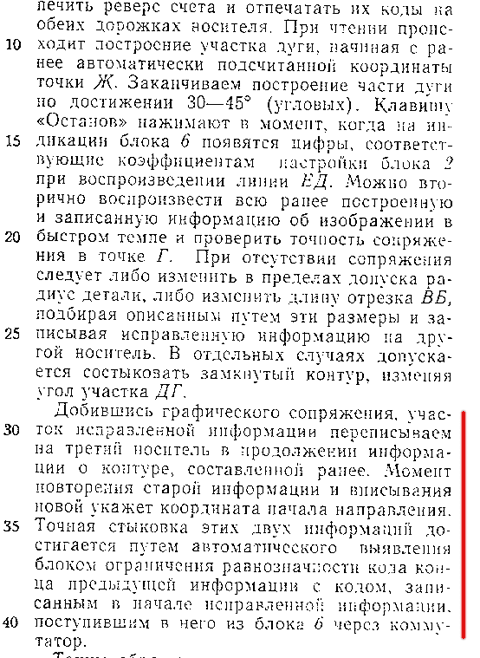 печить реверс счета и отпечатать их коды на
обеих дорожках носителя. При чтении проис-
10 ходит построение участка дуги, начиная с ра-
нее автоматически подсчитанной координаты
точки Ж. Заканчиваем построение части дуги
по достижении 30—45° (угловых). Клавишу
«Останов» нажимают в момент, когда на ин-
15 дикации блока 6 появятся цифры, соответст-
вующие коэффициентам настройки блока 2
при воспроизведении линии ЕД. Можно вто-
рично воспроизвести всю ранее построенную
и записанную информацию об изображении в
20 быстром темпе и проверить точность сопряже-
ния в точке Г. При отсутствии сопряжения
следует либо изменить в пределах допуска ра-
диус детали, либо изменить длину отрезка ВБ,
подбирая описанным путем эти размеры и за-
25 писывая исправленную информацию на дру-
гой носитель. В отдельных случаях допуска-
ется состыковать замкнутый контур, изменяя
угол участка ДГ.
Добившись графического сопряжения, учас-
30 ток исправленной информации переписываем
на третий носитель в продолжении информа-
ции о контуре, составленной ранее. Момент
повторения старой информации и вписывания
новой укажет координата начала направления.
35 Точная стыковка этих двух информаций до-
стигается путем автоматического выявления
блоком ограничения равнозначности кода кон-
ца предыдущей информации с кодом, запи-
санным в начале исправленной информации,
40 поступившим в него из блока 6 через комму-
татор.